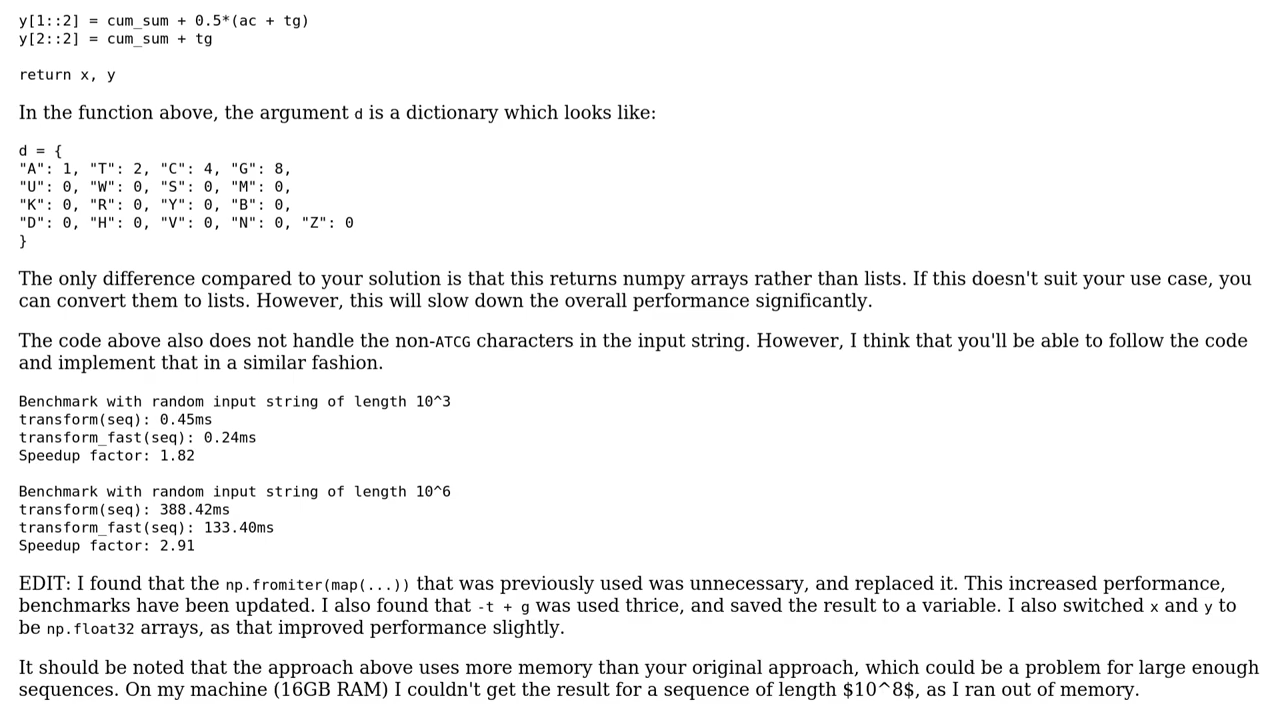 y[1::2] = cum_sum + 0.5*(ac + tg)
y[2::2] = cum_sum + tg
return x, y
In the function above, the argument d is a dictionary which looks like:
d = {
"A": 1, "T": 2, "C": 4, "G": 8,
"U": 0, "W": 0, "S": 0, "M": 0,
"K": 0, "R": 0, "Y": 0, "B": 0,
"D": 0, "H": 0, "V": 0, "N": 0, "Z": 0
}
The only difference compared to your solution is that this returns numpy arrays rather than lists. If this doesn't suit your use case, you
can convert them to lists. However, this will slow down the overall performance significantly.
The code above also does not handle the non-ATCG characters in the input string. However, I think that you'll be able to follow the code
and implement that in a similar fashion.
Benchmark with random input string of length 10^3
transform(seq): 0.45ms
transform_fast(seq): 0.24ms
Speedup factor: 1.82
Benchmark with random input string of length 10^6
transform(seq): 388.42ms
transform_fast(seq): 133.40ms
Speedup factor: 2.91
EDIT: I found that the np.fromiter(map(...)) that was previously used was unnecessary, and replaced it. This increased performance,
benchmarks have been updated. I also found that -t + g was used thrice, and saved the result to a variable. I also switched x and y to
be np.float32 arrays, as that improved performance slightly.
It should be noted that the approach above uses more memory than your original approach, which could be a problem for large enough
sequences. On my machine (16GB RAM) I couldn't get the result for a sequence of length $10^8$, as I ran out of memory.